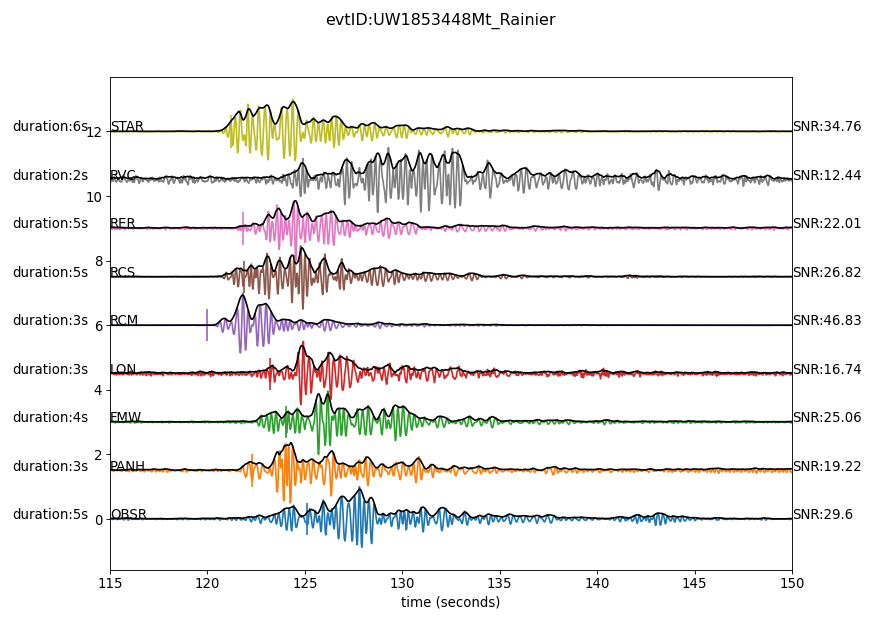 evtID:UW1853448Mt_Rainier
duration:6s 12 STAR SNR:34.76
duration:2s RVC SNR:12.44
10
duration:5s RER SNR:22.01
8
duration:5s RCS SNR:26.82
duration:3s RCM SNR:46.83
6
duration:3s LON SNR:16.74
4
duration:4s FMW SNR:25.06
2
duration:3s PANH SNR:19.22
duration:5s OBSR SNR:29.6
0
115 120 125 130 135 140 145 150
time (seconds)